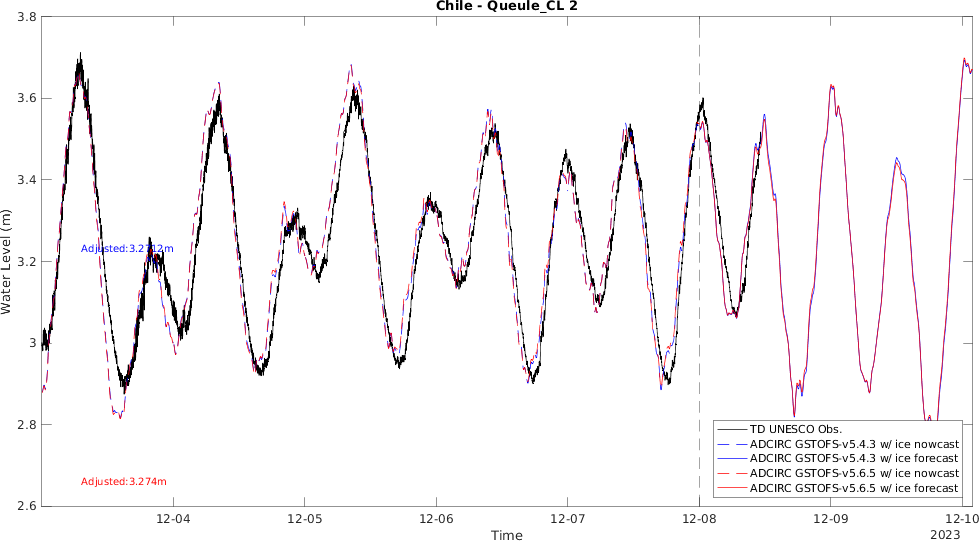 Chile - Queule_CL 2
Water Level (m)
3.8
3.6
3.4
3.2
3
2.8
2.6
Adjusted:3.2712m
Adjusted:3.274m
TD UNESCO Obs.
ADCIRC GSTOFS-v5.4.3 w/ ice nowcast
ADCIRC GSTOFS-v5.4.3 w/ ice forecast
ADCIRC GSTOFS-v5.6.5 w/ ice nowcast
ADCIRC GSTOFS-v5.6.5 w/ ice forecast
12-04 12-05 12-06 12-07 12-08 12-09 12-10
Time
2023